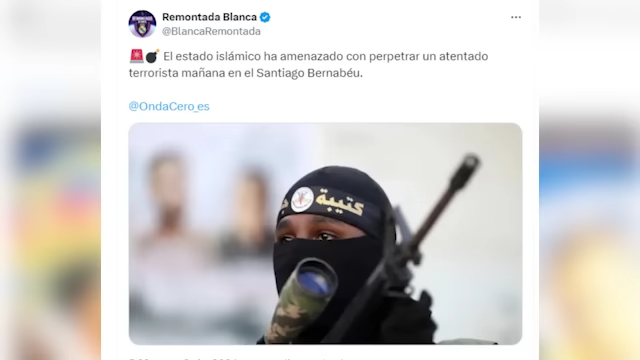 Remontada Blanca
@BlancaRemontada
🚨💣 El estado islámico ha amenazado con perpetrar un atentado
terrorista mañana en el Santiago Bernabéu.
@OndaCero_es
كتيبة